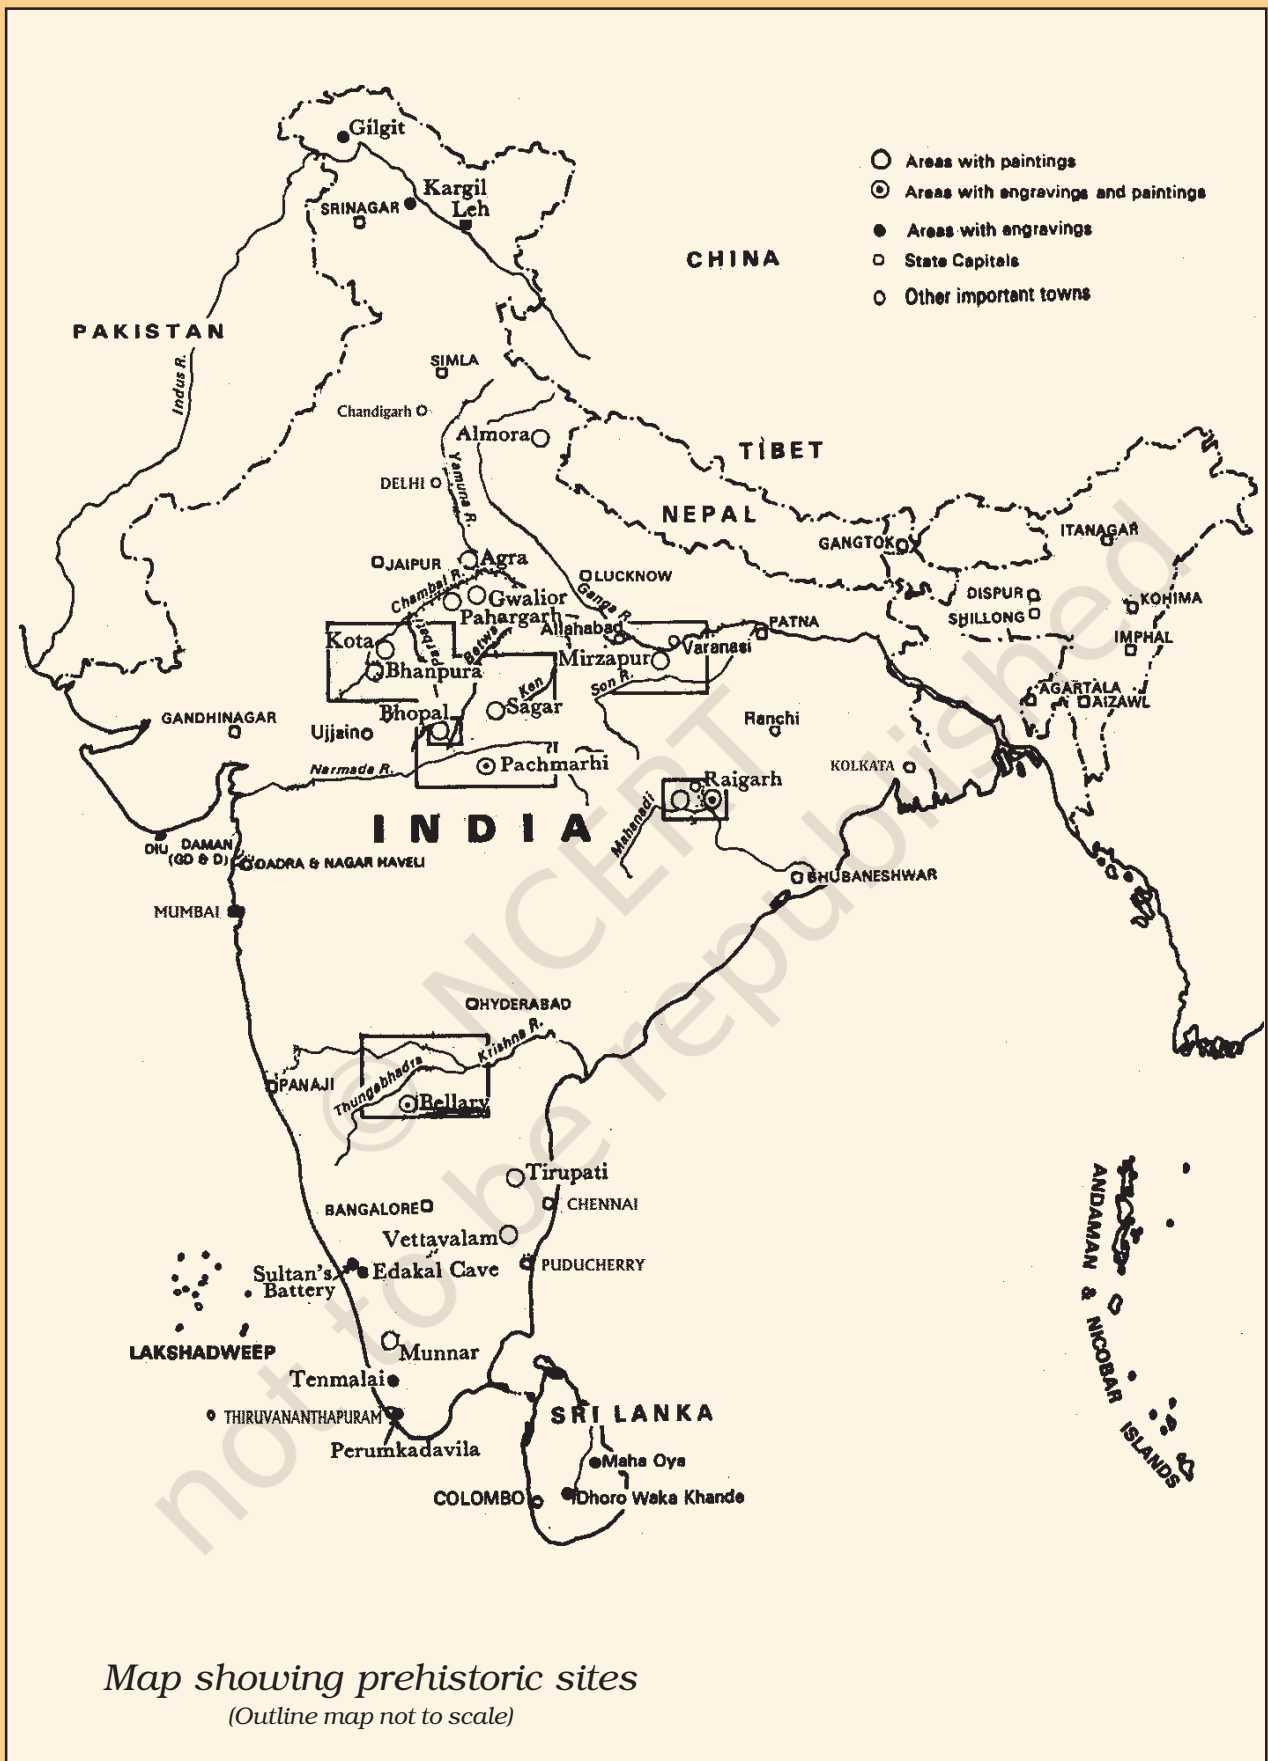 Gilgit
Kargil
Leh
SRINAGAR
Areas with paintings
Areas with engravings and paintings
Areas with engravings
State Capitals
Other important towns
CHINA
PAKISTAN
Indus R.
SIMLA
Chandigarh
Almora
TIBET
DELHI
Yamuna R.
NEPAL
GANGTOK
ITANAGAR
JAIPUR
Agra
LUCKNOW
Chambal R.
Ganga R.
Gwalior
Pahargarh
DISPUR
KOHIMA
SHILLONG
PATNA
Allahabad
Varanasi
IMPHAL
Kota
Parbati
Betwa
Bhanpura
Mirzapur
Son R.
Ken
Sagar
AGARTALA
AIZAWL
GANDHINAGAR
Bhopal
Ujjain
Ranchi
Narmada R.
Pachmarhi
KOLKATA
Raigarh
Mahanadi
INDIA
DIU
DAMAN
(GD & D)
DADRA & NAGAR HAVELI
BHUBANESHWAR
MUMBAI
HYDERABAD
Krishna R.
PANAJI
Thungabhadra
Bellary
Tirupati
BANGALORE
CHENNAI
Vettavalam
Sultan's
Battery
Edakal Cave
PUDUCHERRY
ANDAMAN & NICOBAR ISLANDS
LAKSHADWEEP
Munnar
Tenmalai
THIRUVANANTHAPURAM
SRI LANKA
Perumkadavila
Maha Oya
COLOMBO
Dhoro Waka Khande
© NCERT
not to be republished
Map showing prehistoric sites
(Outline map not to scale)